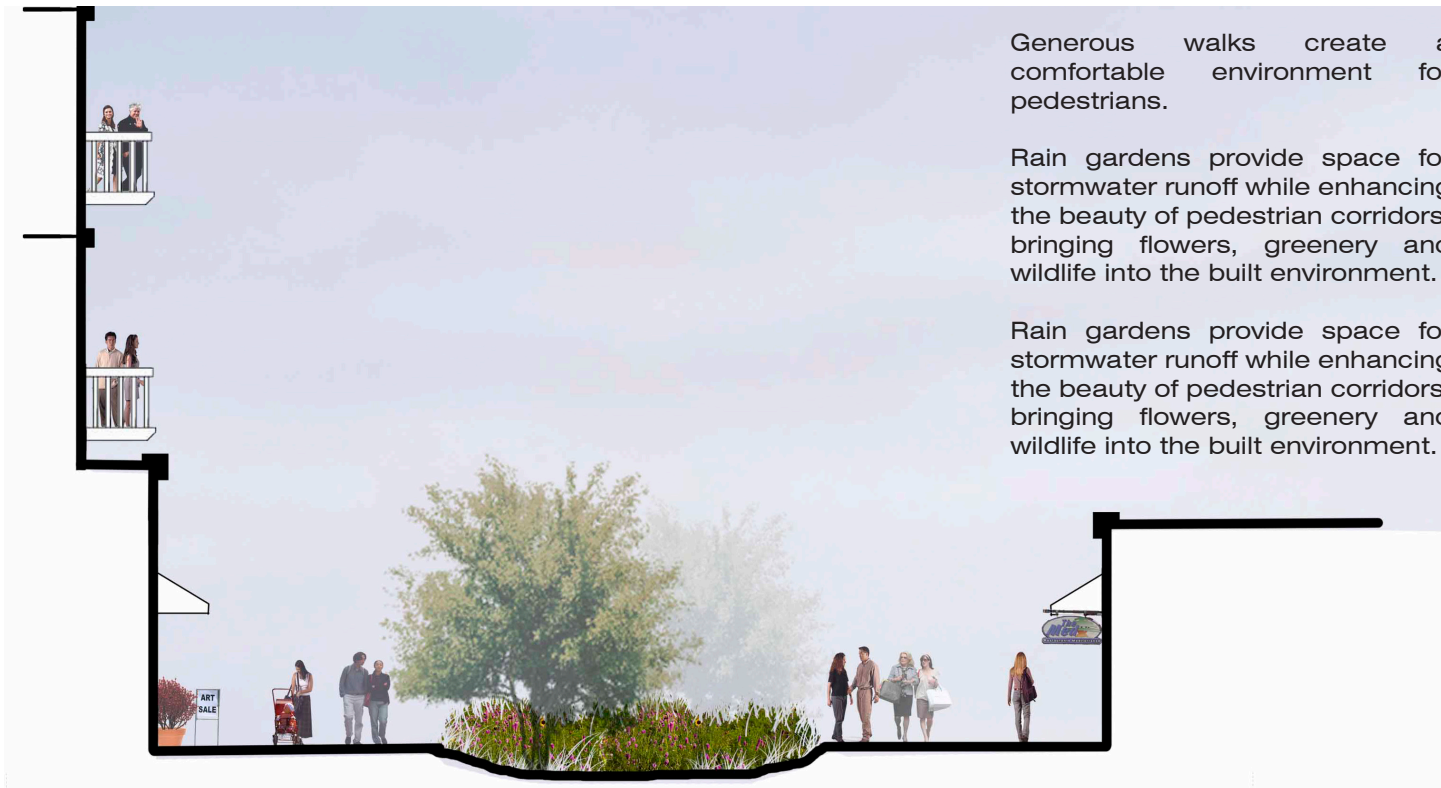 Generous walks create a
comfortable environment fo
pedestrians.
Rain gardens provide space fo
stormwater runoff while enhancing
the beauty of pedestrian corridors
bringing flowers, greenery and
wildlife into the built environment.
Rain gardens provide space fo
stormwater runoff while enhancing
the beauty of pedestrian corridors
bringing flowers, greenery and
wildlife into the built environment.
The
Med
ART
SALE